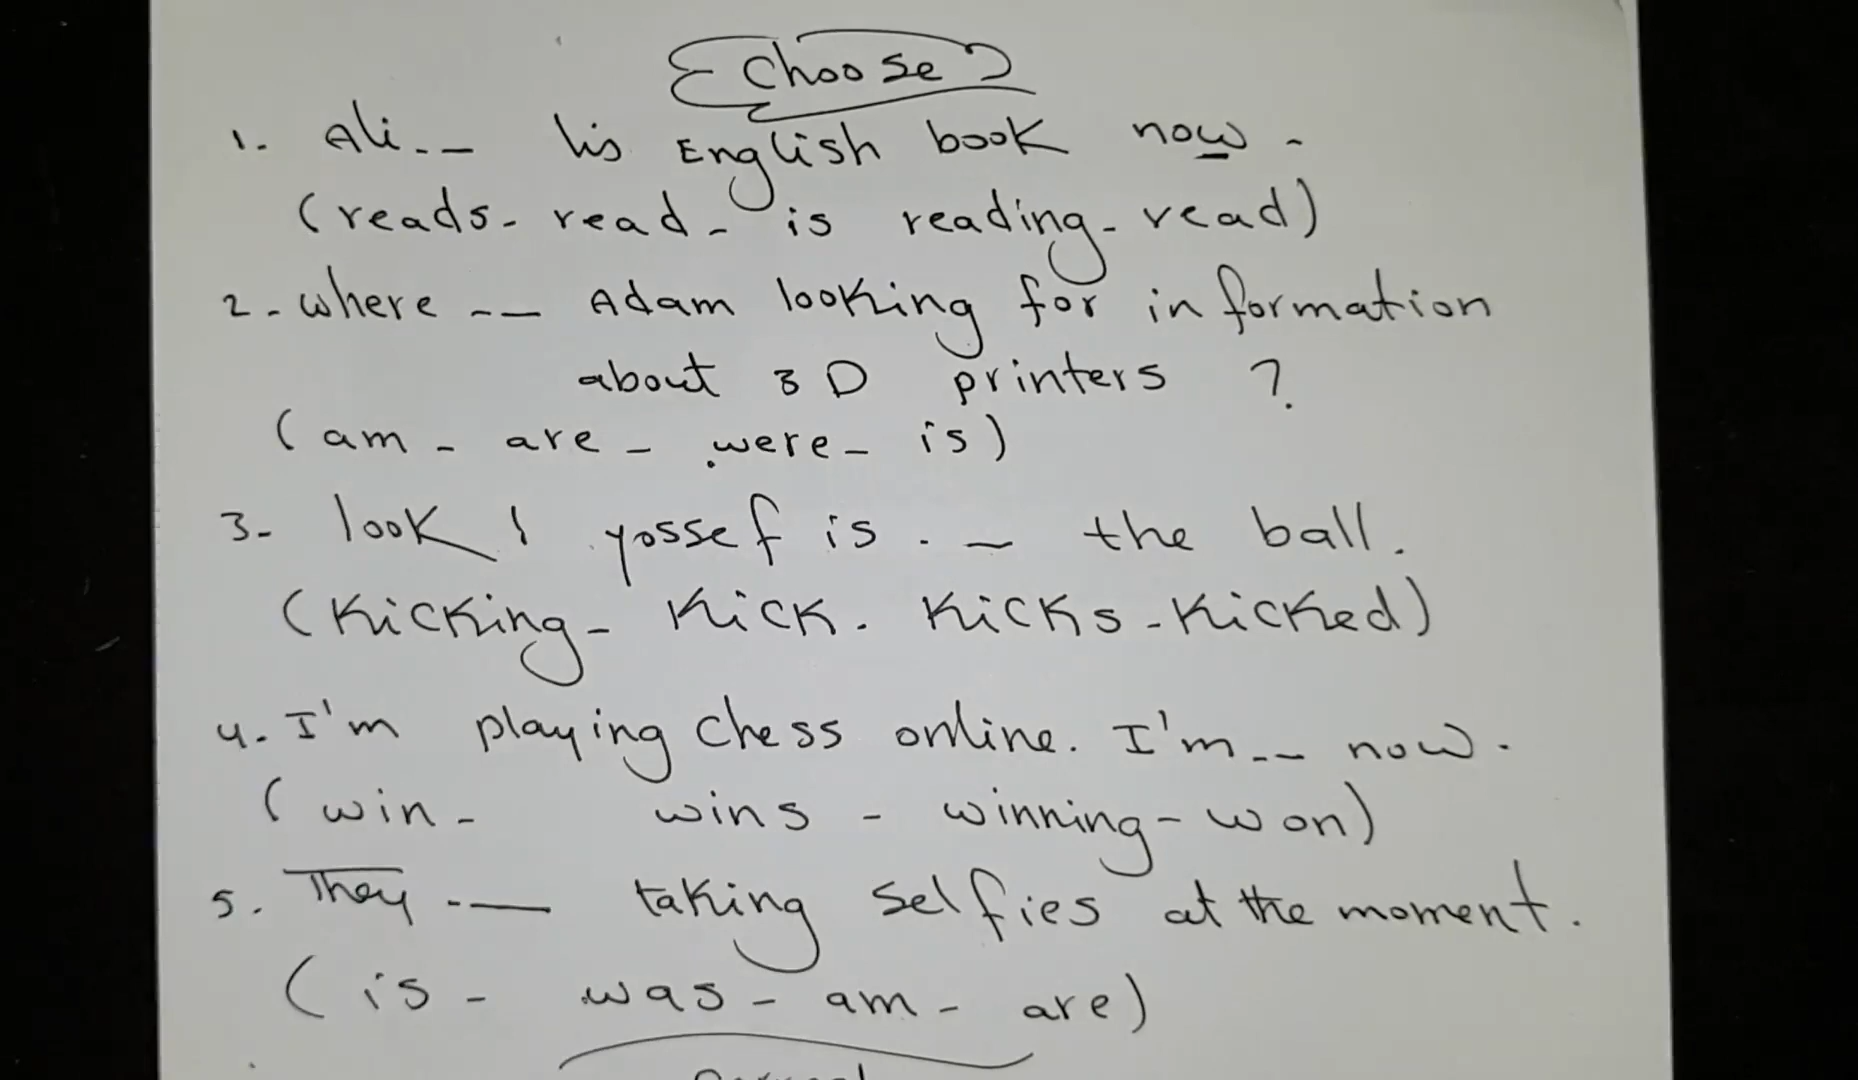 Choose
1. Ali.-- his English book now.
(reads- read - is reading- read)
2- where -- Adam looking for information
about 3D printers ?
(am - are - were - is)
3- look ! yossef is .- the ball.
(Kicking- Kick. Kicks-Kicked)
4. I'm playing chess online. I'm -- now.
(win- wins - winning- won)
5. They .-- taking selfies at the moment.
(is - was - am - are)